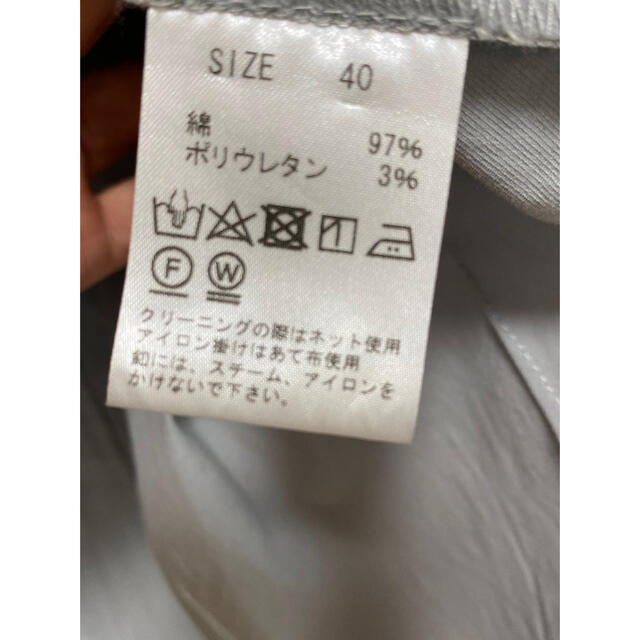 SIZE 40
綿 97%
ポリウレタン 3%
F W
クリーニングの際はネット使用
アイロン掛けはあて布使用
釦には、スチーム、アイロンを
かけないで下さい。